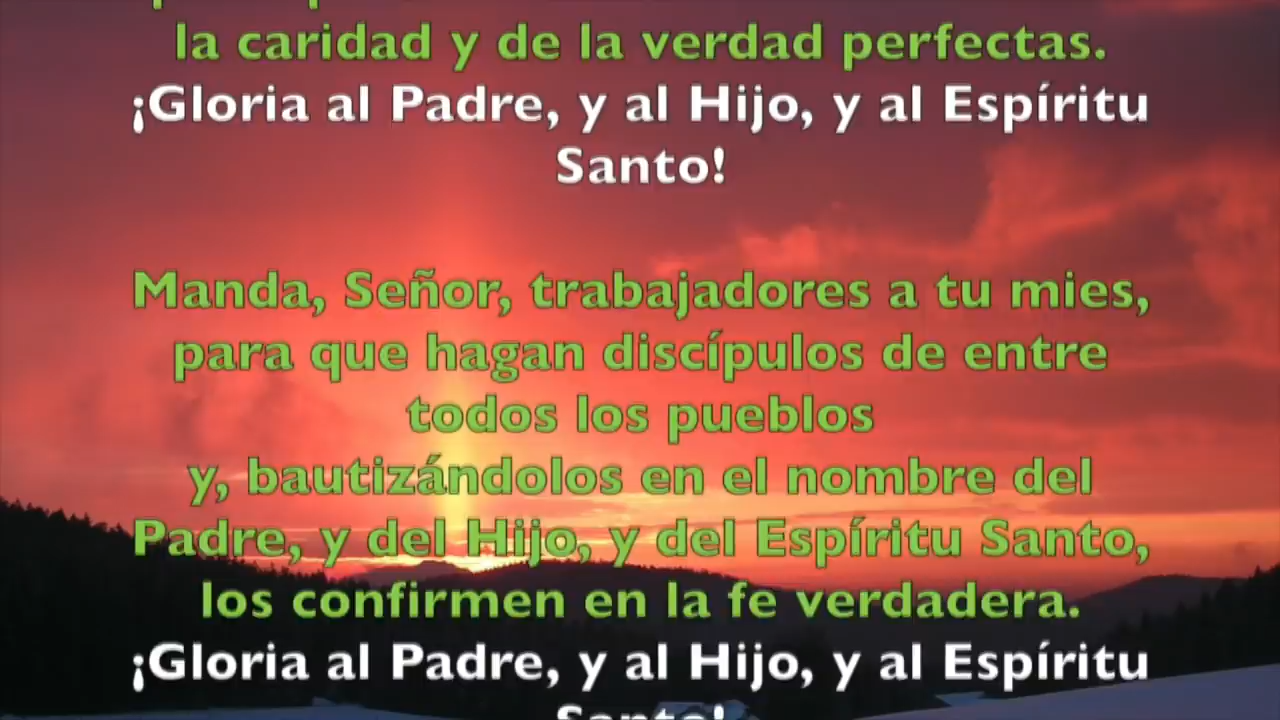 la caridad y de la verdad perfectas.
¡Gloria al Padre, y al Hijo, y al Espíritu
Santo!
Manda, Señor, trabajadores a tu mies,
para que hagan discípulos de entre
todos los pueblos
y, bautizándolos en el nombre del
Padre, y del Hijo, y del Espíritu Santo,
los confirmen en la fe verdadera.
¡Gloria al Padre, y al Hijo, y al Espíritu
Santo!